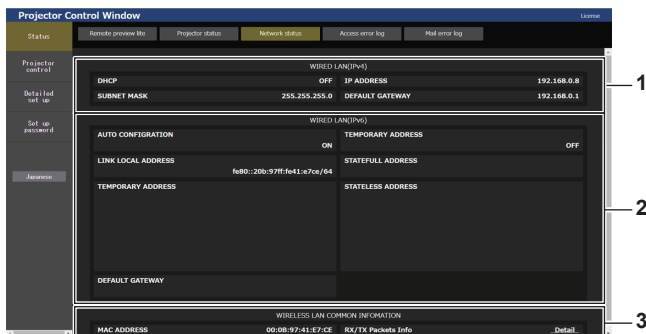 Projector Control Window
License
Status
Remote preview lite
Projector status
Network status
Access error log
Mail error log
Projector
control
Detailed
set up
Set up
password
Japanese
WIRED LAN(IPv4)
DHCP OFF IP ADDRESS 192.168.0.8
SUBNET MASK 255.255.255.0 DEFAULT GATEWAY 192.168.0.1
1
WIRED LAN(IPv6)
AUTO CONFIGRATION TEMPORARY ADDRESS
ON OFF
LINK LOCAL ADDRESS STATEFULL ADDRESS
fe80::20b:97ff:fe41:e7ce/64
TEMPORARY ADDRESS STATELESS ADDRESS
2
DEFAULT GATEWAY
WIRELESS LAN COMMON INFOMATION
MAC ADDRESS 00:0B:97:41:E7:CE RX/TX Packets Info Detail
3